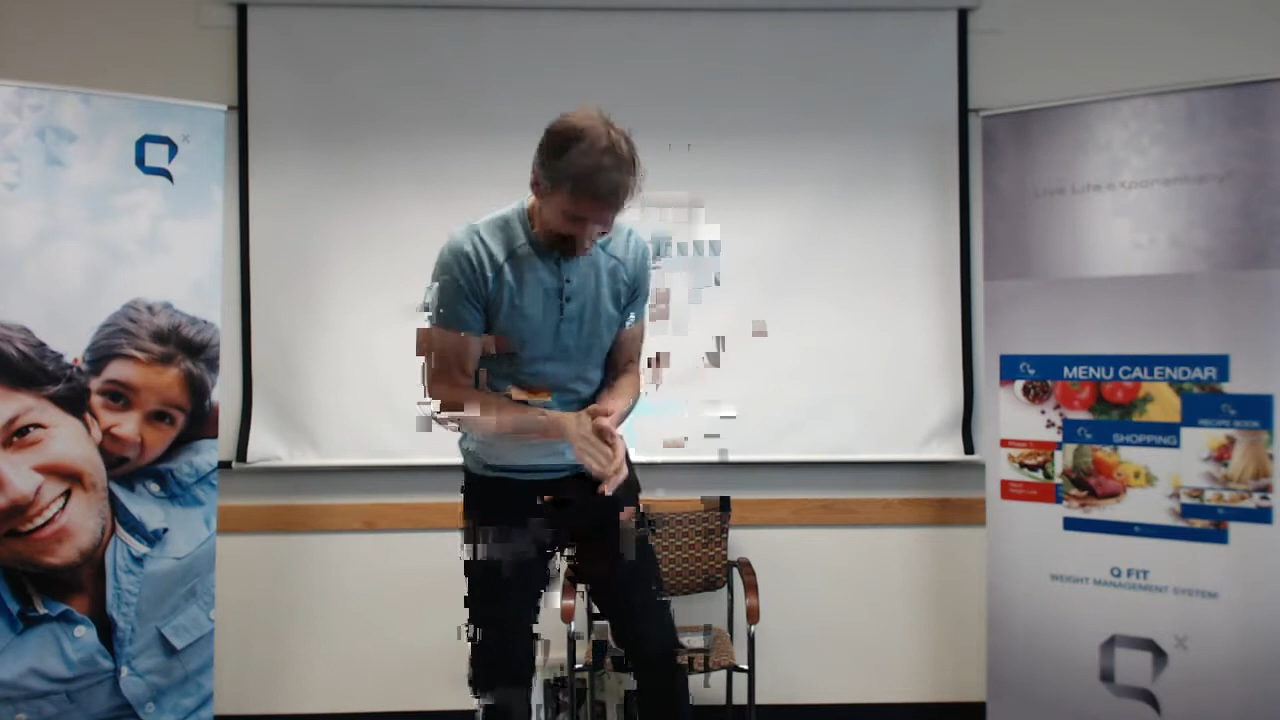 Q X
Live Life eXponentially
MENU CALENDAR
SHOPPING
RECIPE BOOK
Q FIT
WEIGHT MANAGEMENT SYSTEM
Q X